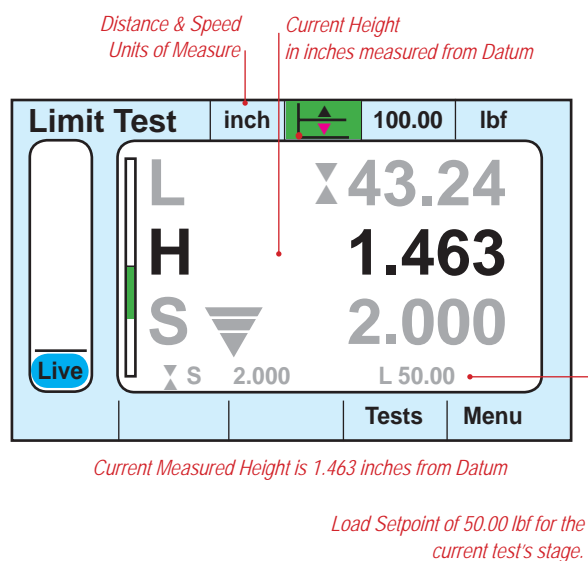 Distance & Speed
Units of Measure
Current Height
in inches measured from Datum
Limit Test inch 100.00 lbf
L 43.24
H 1.463
S 2.000
S 2.000 L 50.00
Live
Tests Menu
Current Measured Height is 1.463 inches from Datum
Load Setpoint of 50.00 lbf for the
current test's stage.